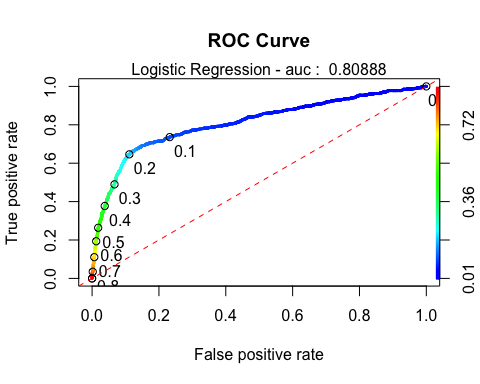 ROC Curve
Logistic Regression - auc : 0.80888
True positive rate
0.0 0.2 0.4 0.6 0.8 1.0
0
0.1
0.2
0.3
0.4
0.5
0.6
0.7
0.8
0.01 0.36 0.72
0.0 0.2 0.4 0.6 0.8 1.0
False positive rate